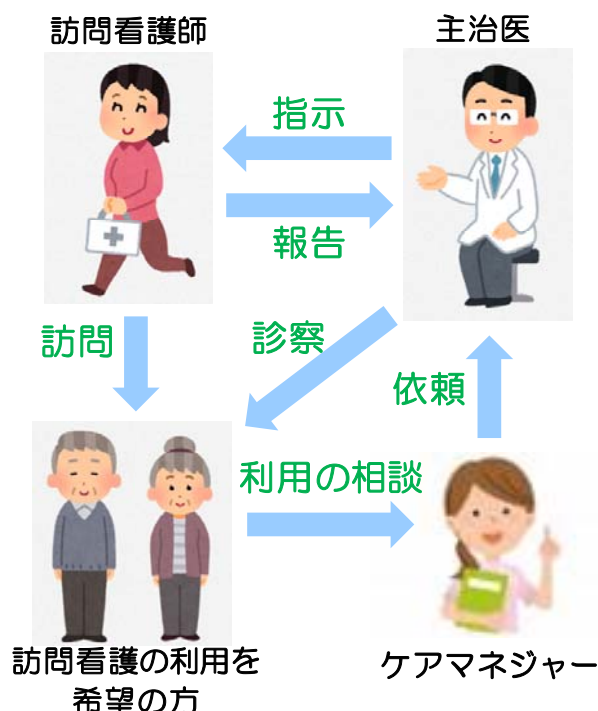 訪問看護師
主治医
指示
報告
訪問
診察
依頼
利用の相談
訪問看護の利用を
希望の方
ケアマネジャー